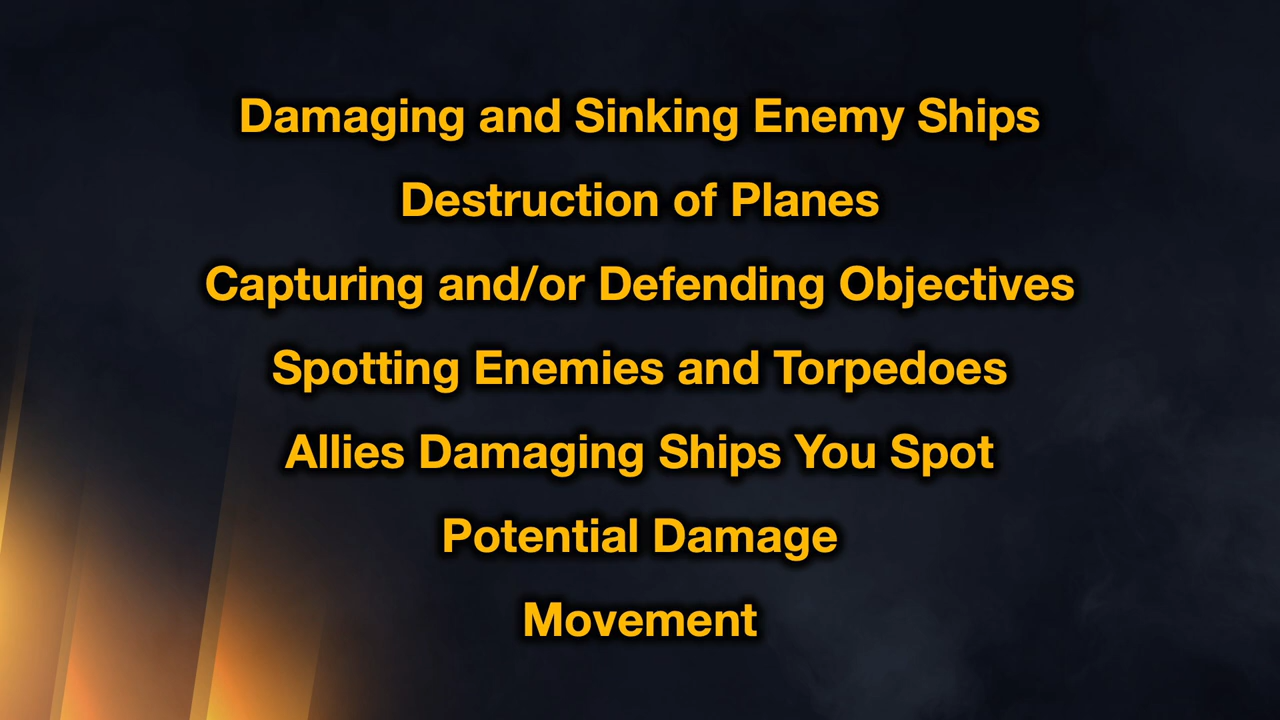 Damaging and Sinking Enemy Ships
Destruction of Planes
Capturing and/or Defending Objectives
Spotting Enemies and Torpedoes
Allies Damaging Ships You Spot
Potential Damage
Movement